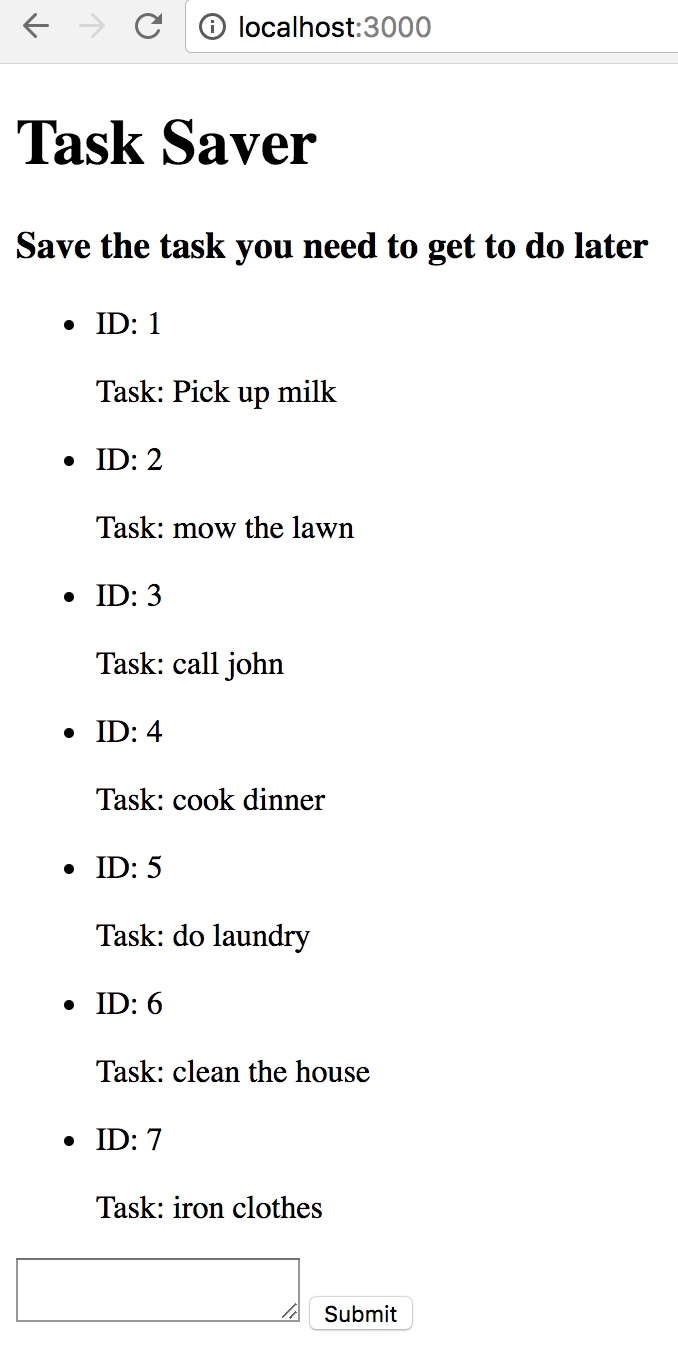 localhost:3000
Task Saver
Save the task you need to get to do later
ID: 1
Task: Pick up milk
ID: 2
Task: mow the lawn
ID: 3
Task: call john
ID: 4
Task: cook dinner
ID: 5
Task: do laundry
ID: 6
Task: clean the house
ID: 7
Task: iron clothes
Submit